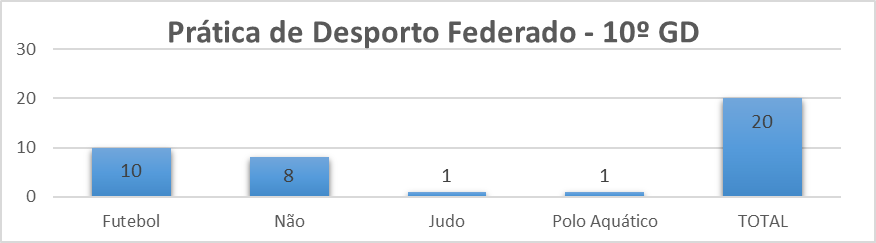 Prática de Desporto Federado - 10º GD
30
20
10
0
10
8
1
1
20
Futebol
Não
Judo
Polo Aquático
TOTAL